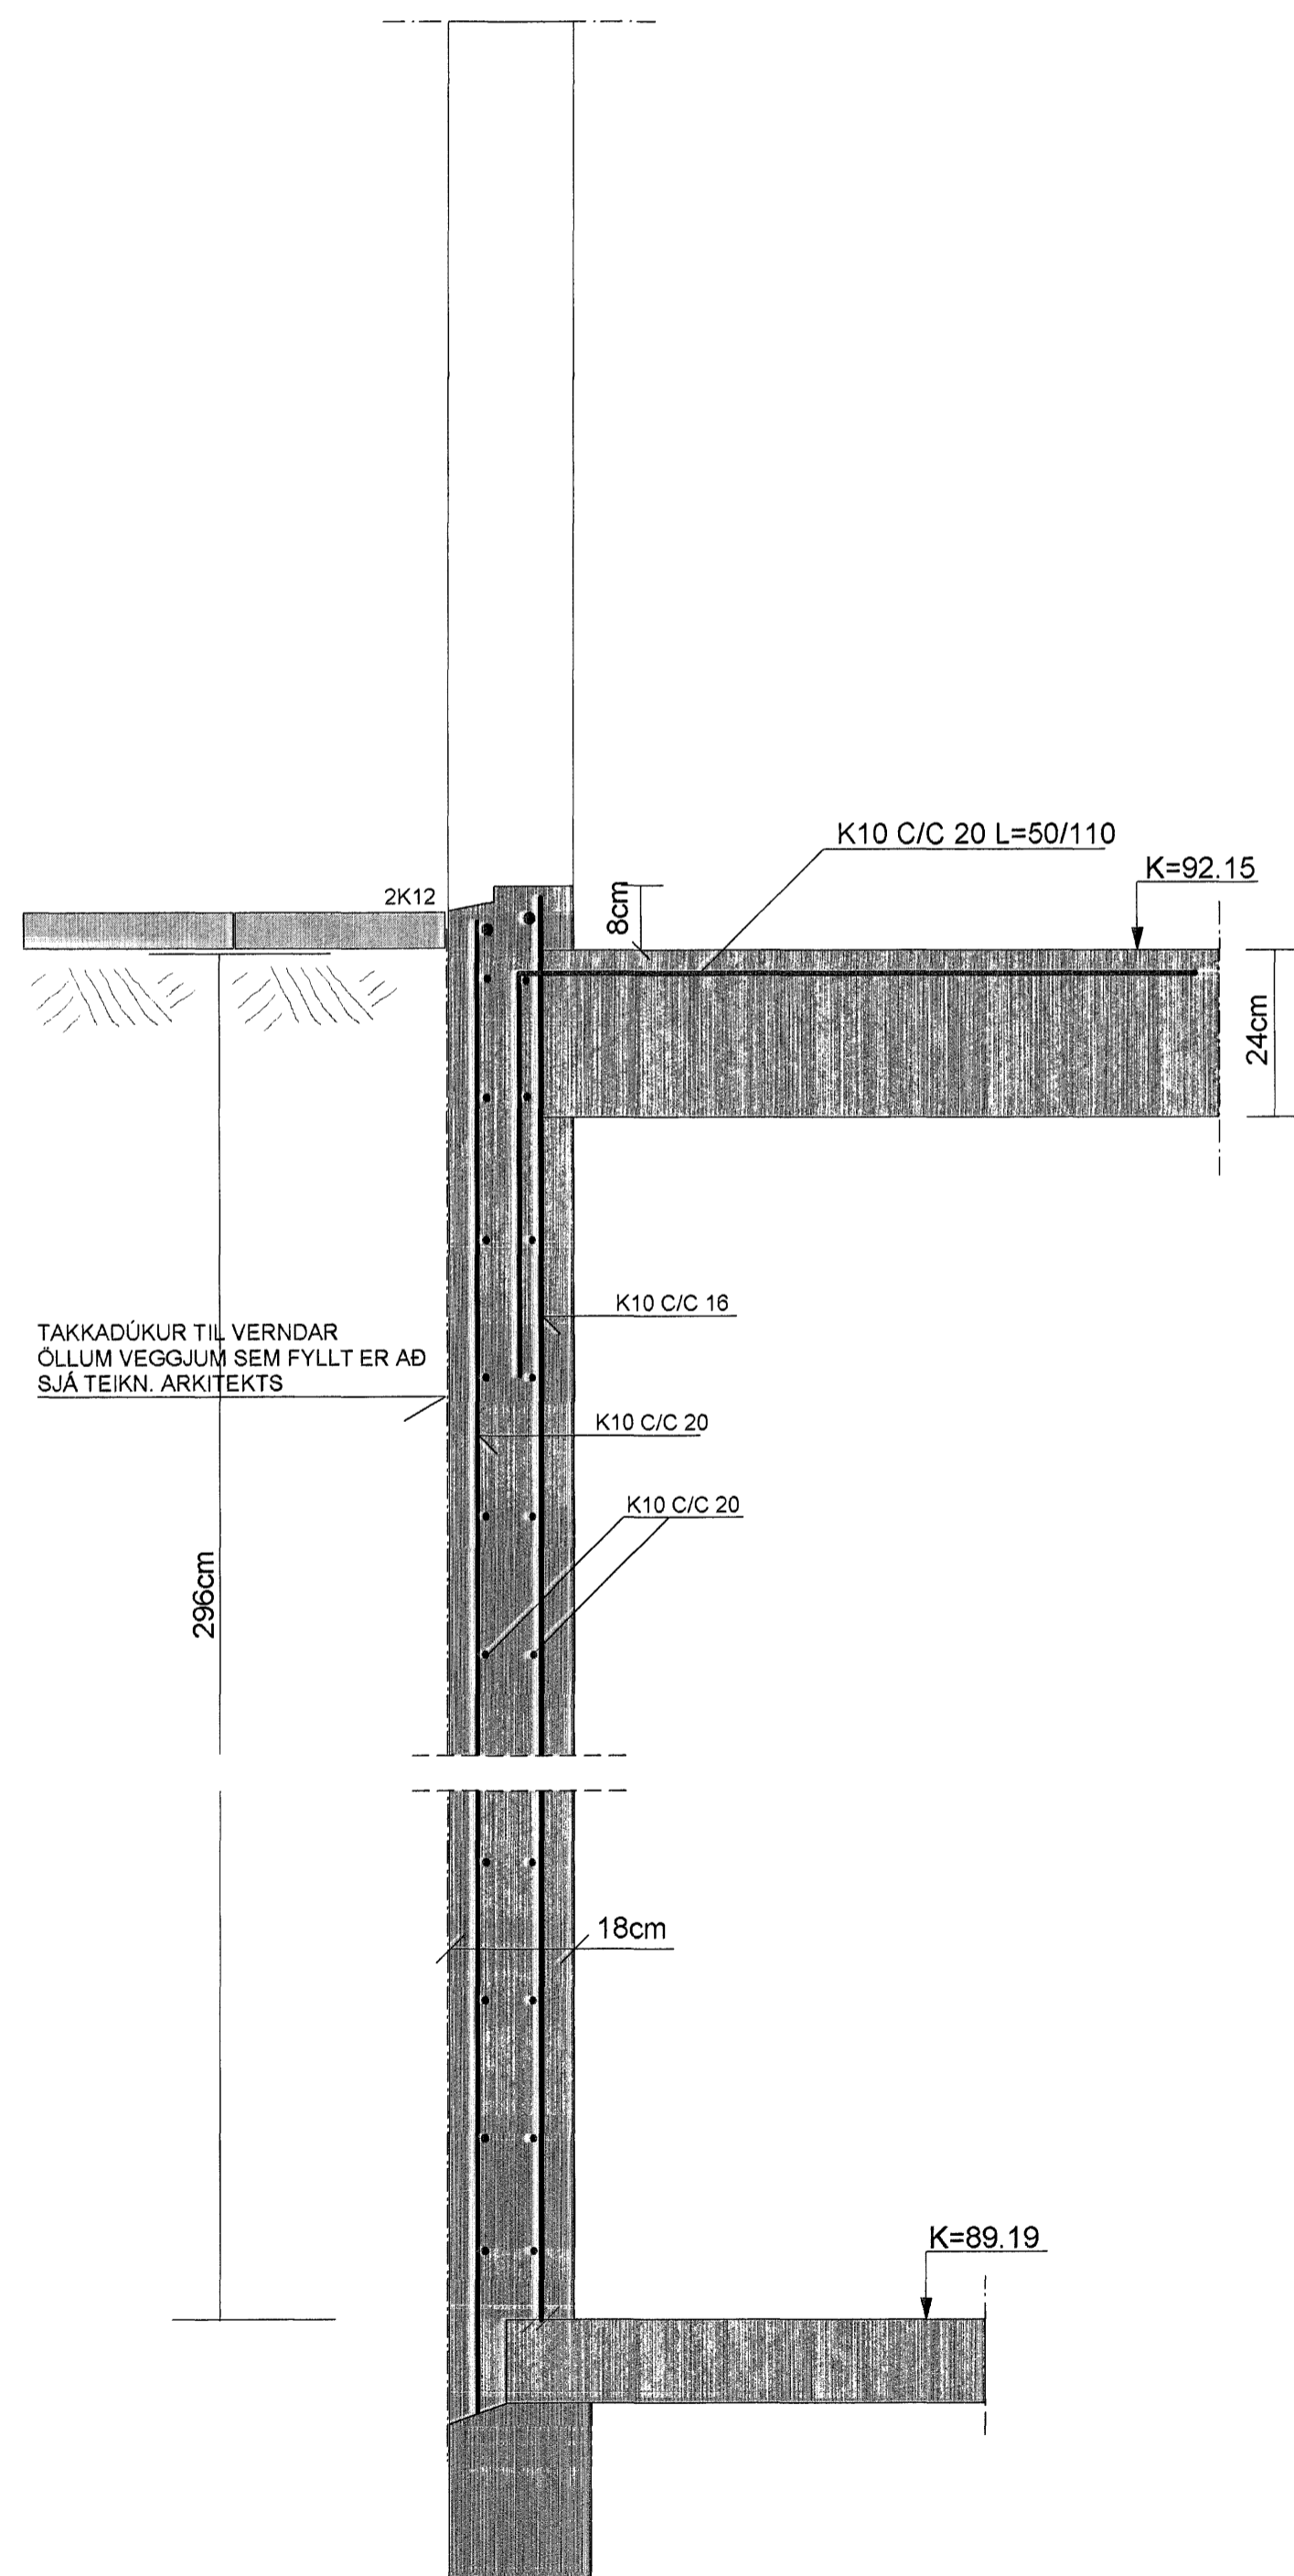 K10 C/C 20 L=50/110
K=92.15
2K12
8cm
24cm
K10 C/C 16
TAKKADÚKUR TIL VERNDAR
ÖLLUM VEGGJUM SEM FYLLT ER AÐ
SJÁ TEIKN. ARKITEKTS
K10 C/C 20
K10 C/C 20
296cm
18cm
K=89.19